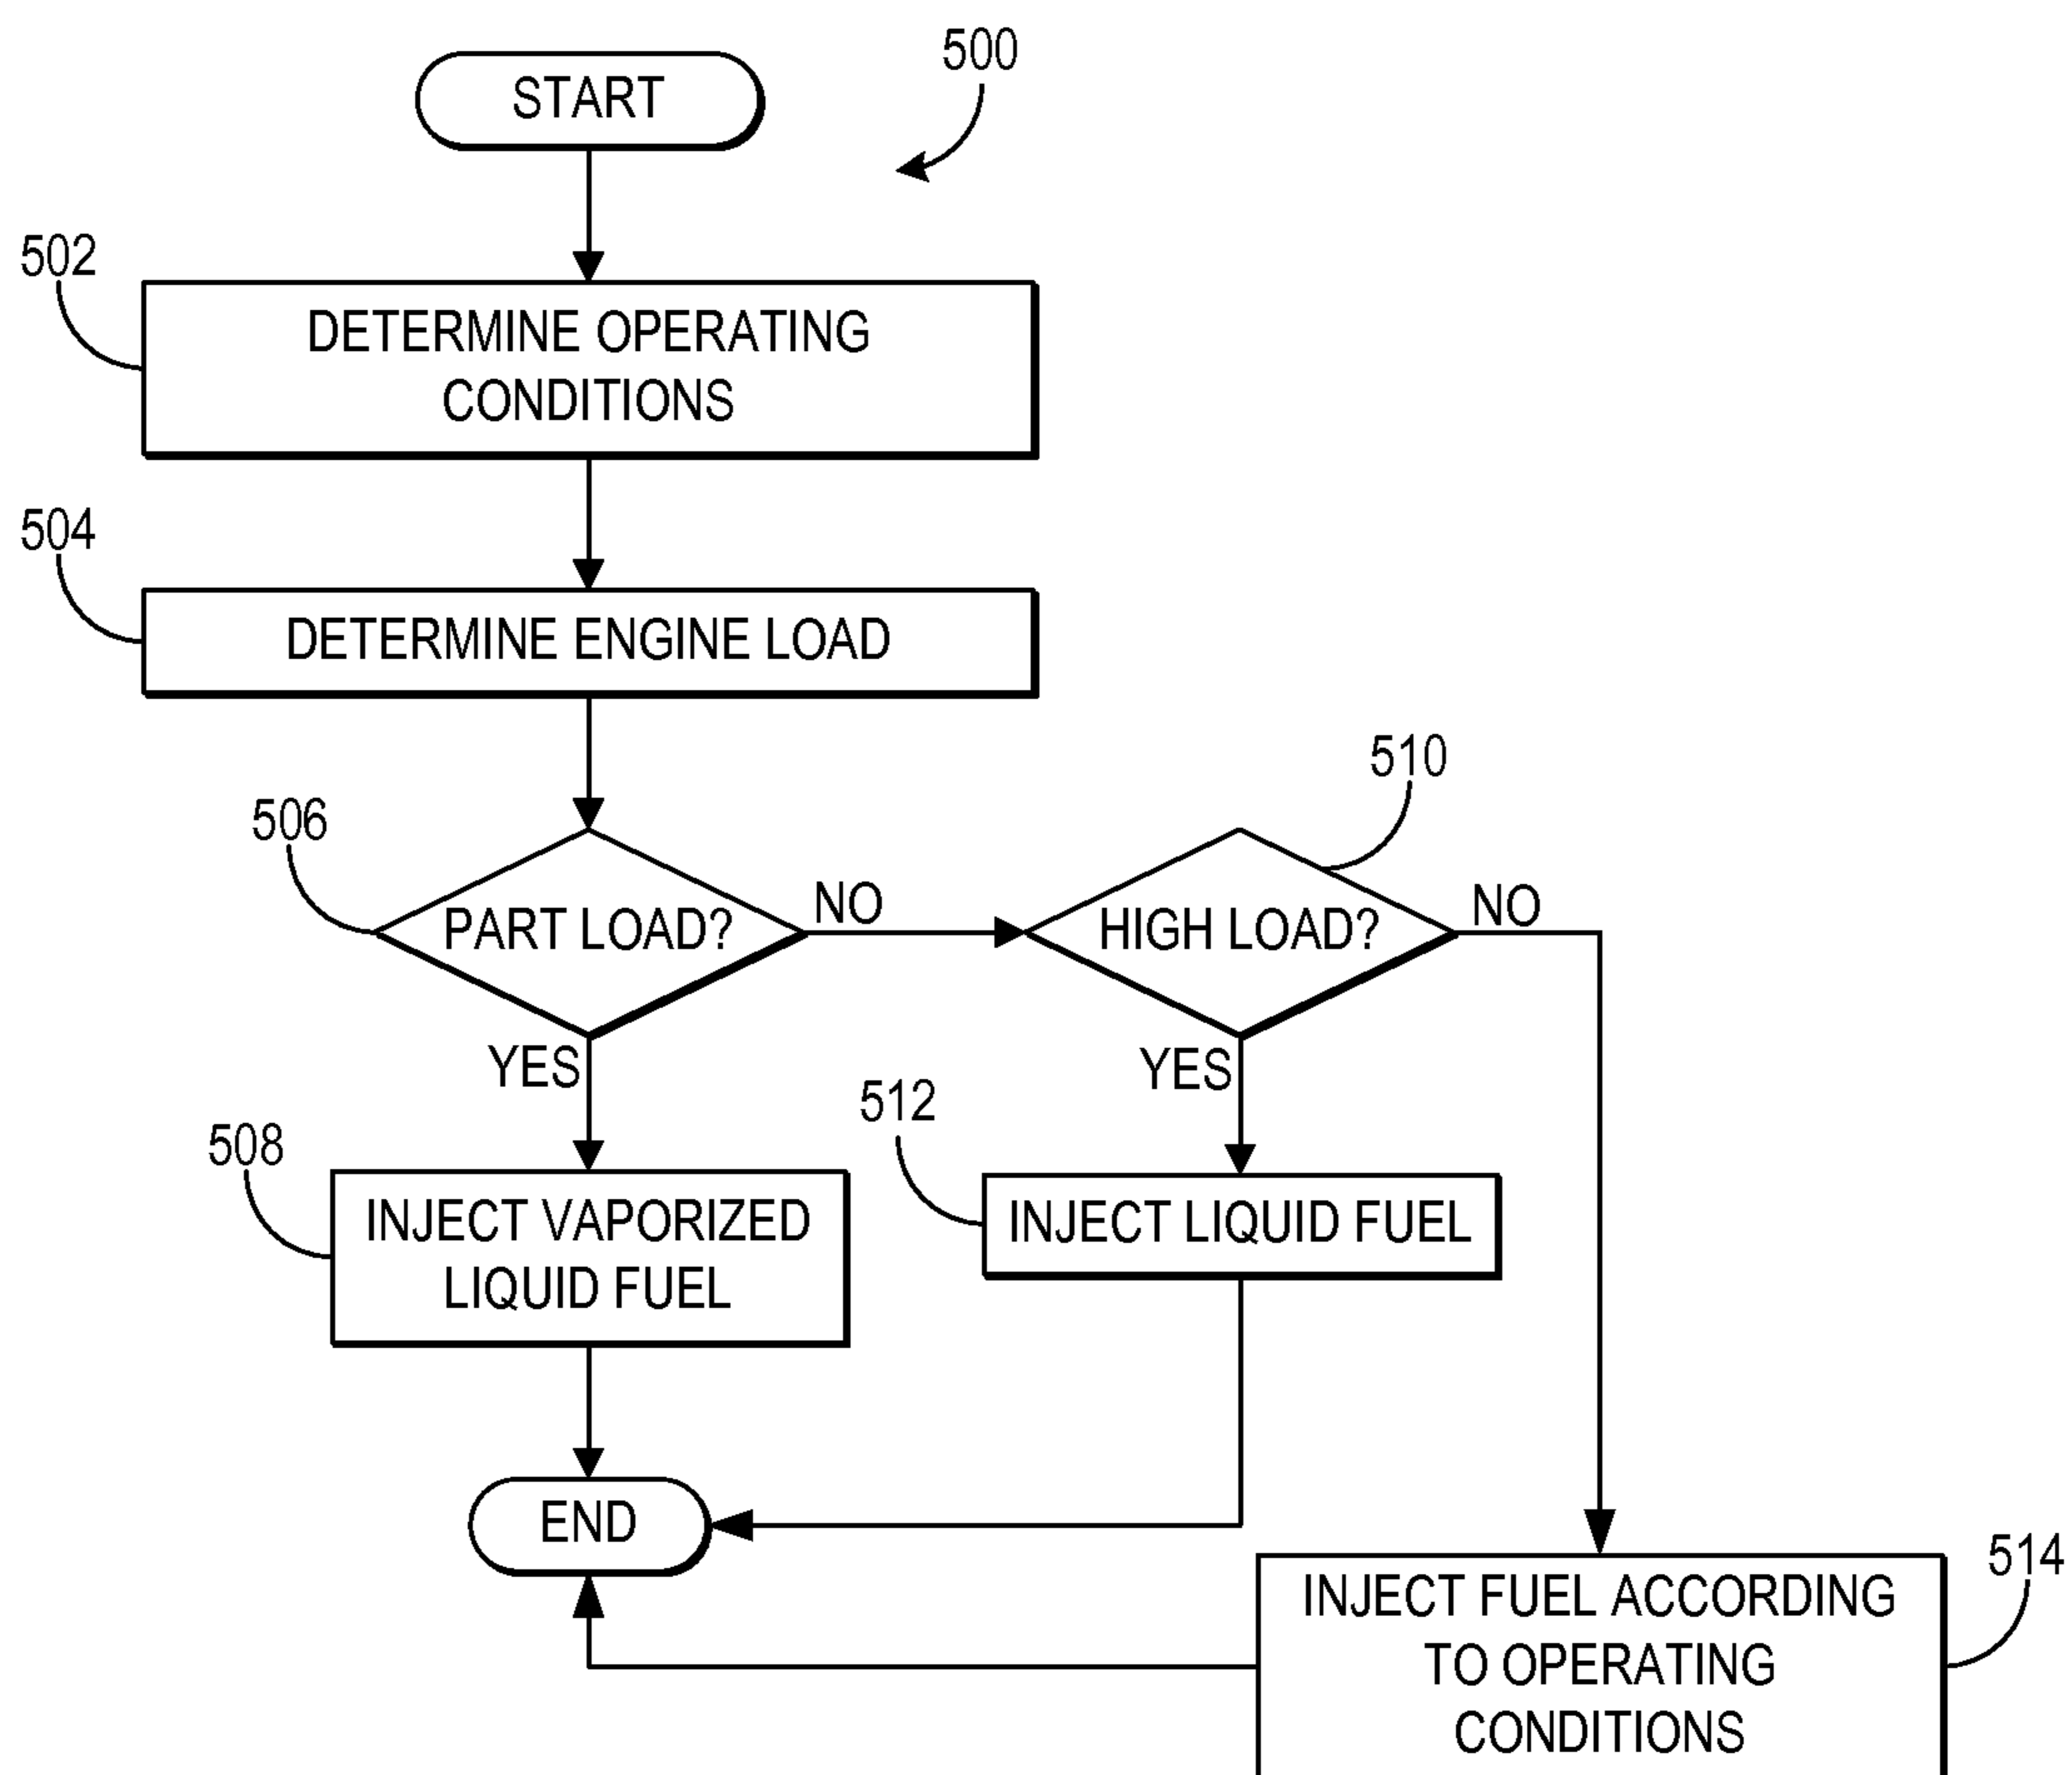 500
START
502
DETERMINE OPERATING
CONDITIONS
504
DETERMINE ENGINE LOAD
510
506
PART LOAD?
NO
HIGH LOAD?
NO
YES
YES
508
INJECT VAPORIZED
LIQUID FUEL
512
INJECT LIQUID FUEL
END
514
INJECT FUEL ACCORDING
TO OPERATING
CONDITIONS